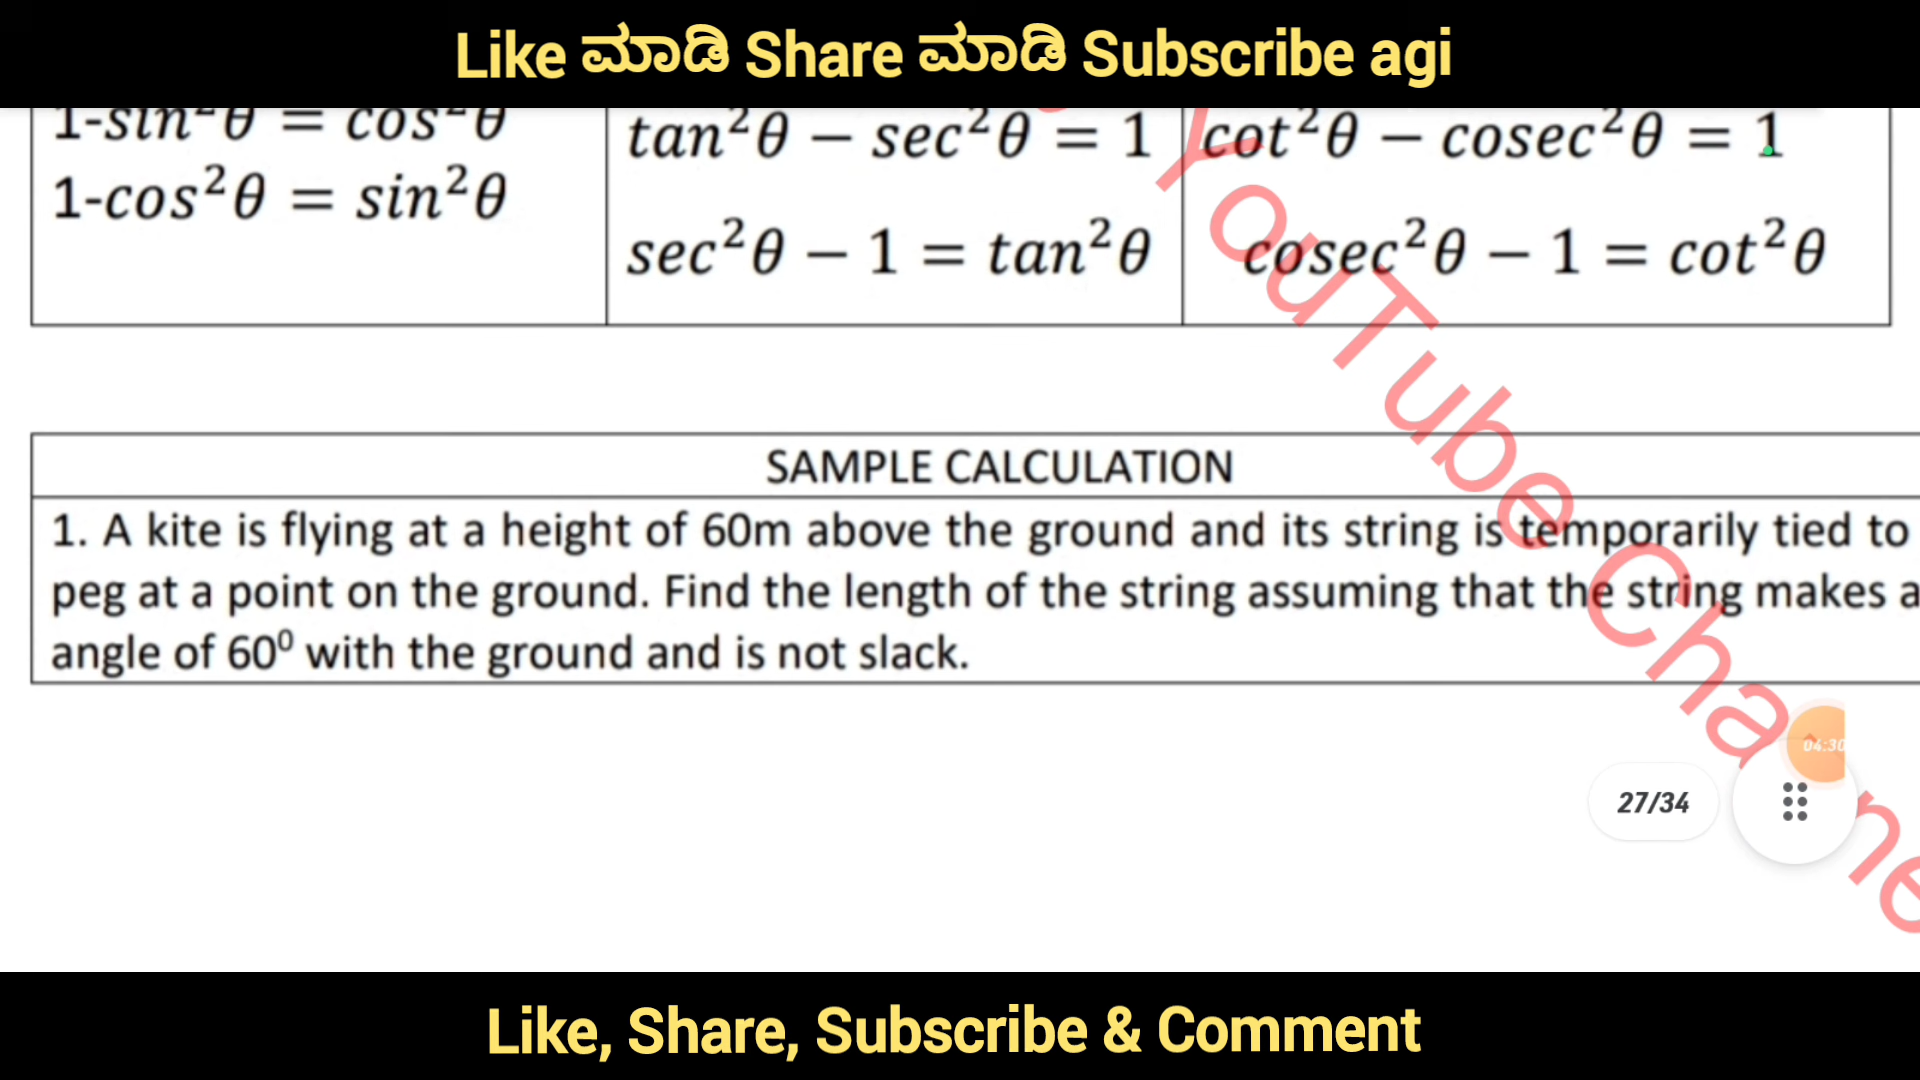 Like ಮಾಡಿ Share ಮಾಡಿ Subscribe agi
1-sin²θ = cos²θ
tan²θ − sec²θ = 1
cot²θ − cosec²θ = 1
1-cos²θ = sin²θ
sec²θ − 1 = tan²θ
cosec²θ − 1 = cot²θ
YouTube Channe
SAMPLE CALCULATION
1. A kite is flying at a height of 60m above the ground and its string is temporarily tied to
peg at a point on the ground. Find the length of the string assuming that the string makes a
angle of 60⁰ with the ground and is not slack.
04:30
27/34
Like, Share, Subscribe & Comment